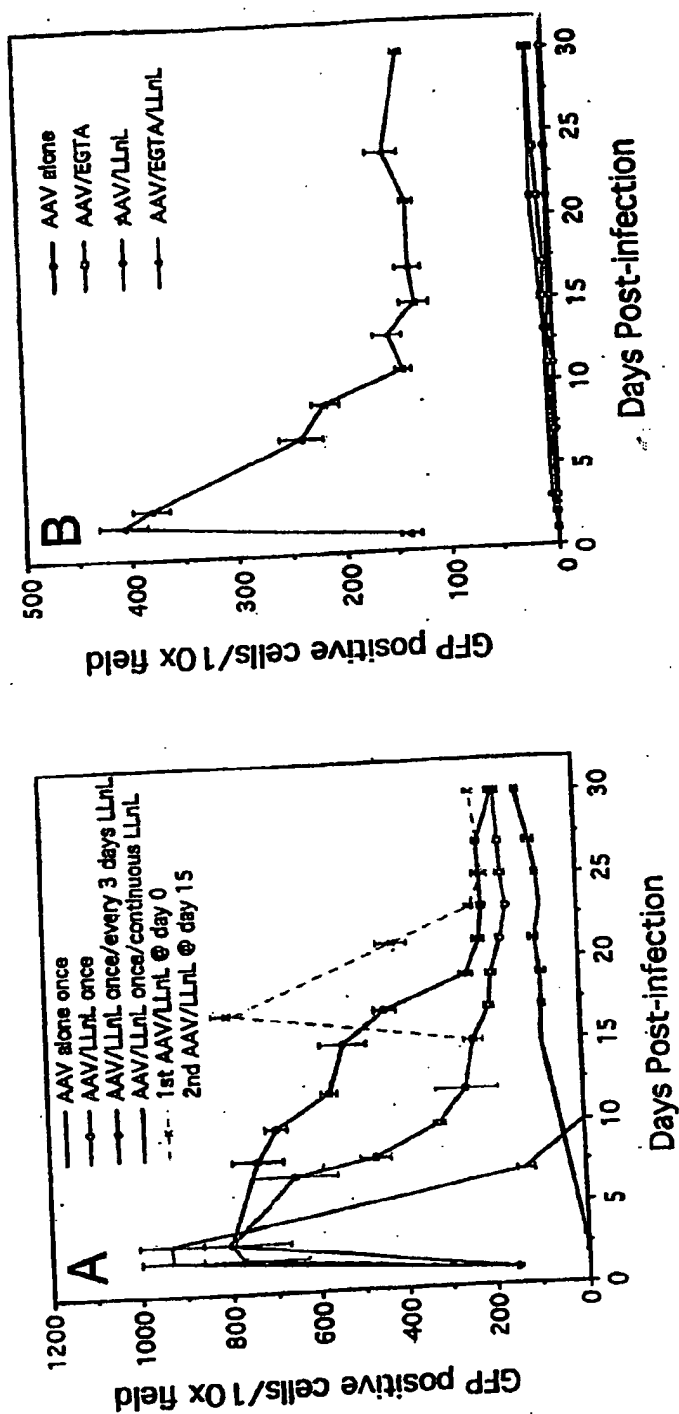 A
AAV alone once
AAV/LLnL once
AAV/LLnL once/every 3 days LLnL
AAV/LLnL once/continuous LLnL
1st AAV/LLnL @ day 0
2nd AAV/LLnL @ day 15
GFP positive cells/10x field
1200
1000
800
600
400
200
0
0
5
10
15
20
25
30
Days Post-infection
B
AAV alone
AAV/EGTA
AAV/LLnL
AAV/EGTA/LLnL
GFP positive cells/10x field
500
400
300
200
100
0
0
5
10
15
20
25
30
Days Post-infection